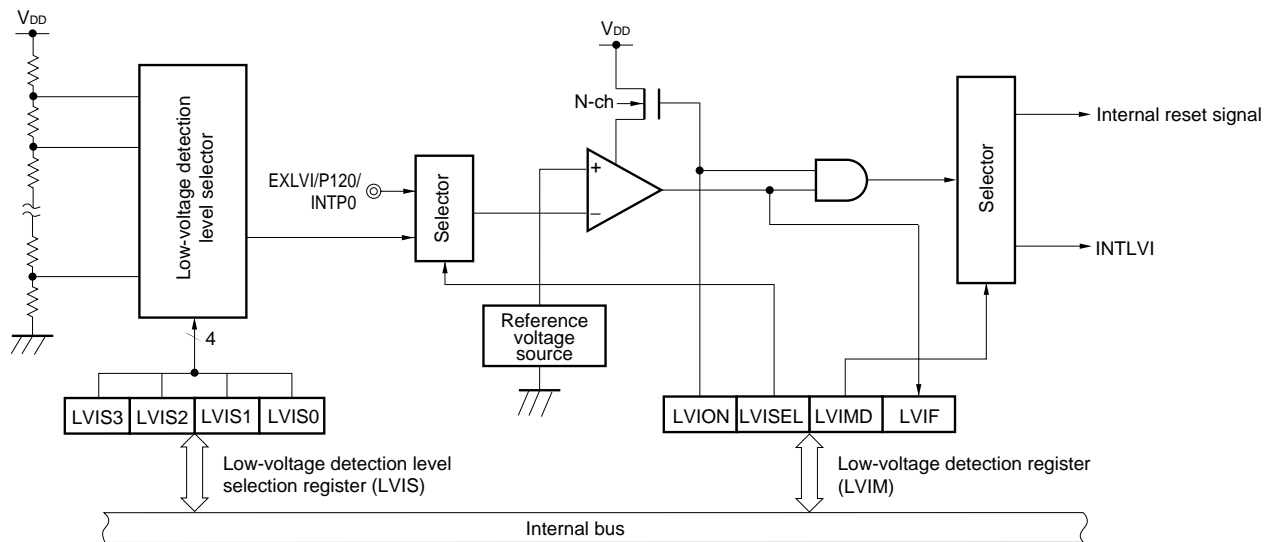 VDD
Low-voltage detection
level selector
4
LVIS3 LVIS2 LVIS1 LVIS0
Low-voltage detection level
selection register (LVIS)
EXLVI/P120/
INTP0
Selector
VDD
N-ch
+
−
Reference
voltage
source
Selector
Internal reset signal
INTLVI
LVION LVISEL LVIMD LVIF
Low-voltage detection register
(LVIM)
Internal bus